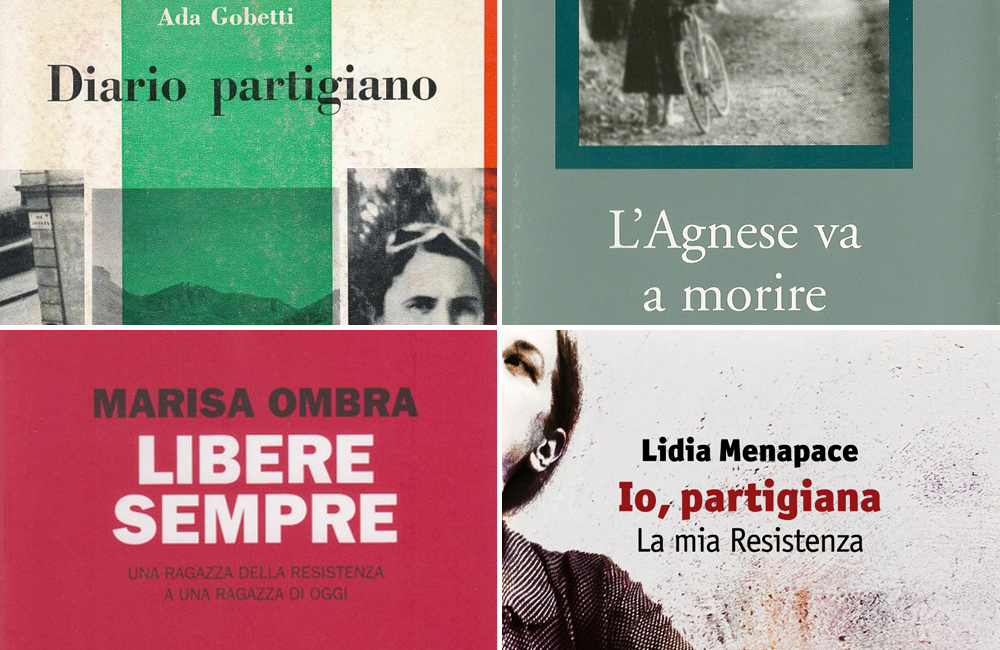 Ada Gobetti
Diario partigiano
L'Agnese va
a morire
MARISA OMBRA
LIBERE
SEMPRE
UNA RAGAZZA DELLA RESISTENZA
A UNA RAGAZZA DI OGGI
Lidia Menapace
Io, partigiana
La mia Resistenza